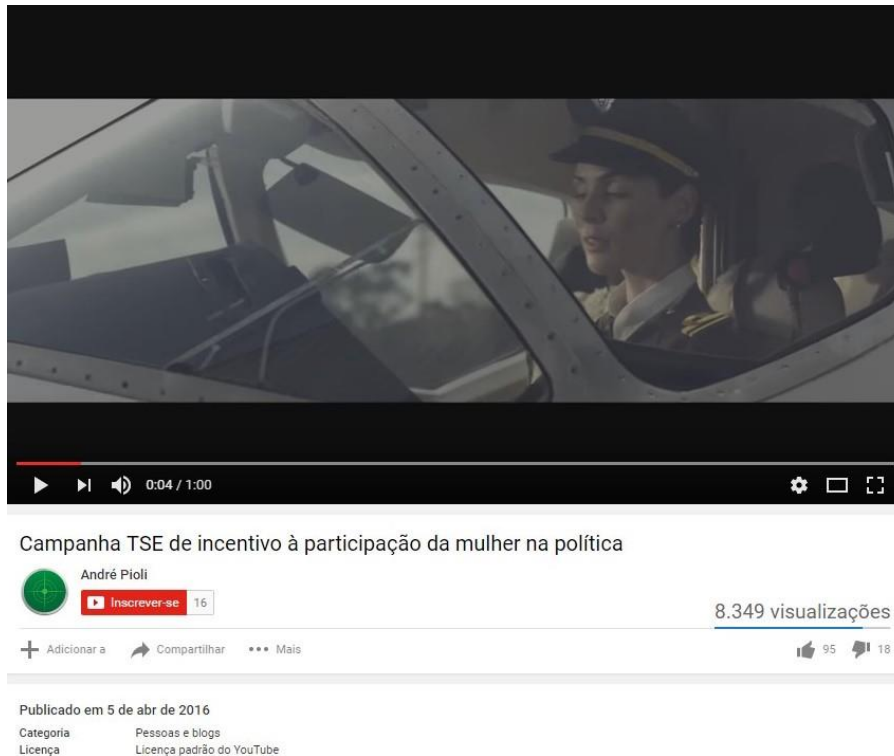 0:04 / 1:00
Campanha TSE de incentivo à participação da mulher na política
André Pioli
Inscrever-se 16
8.349 visualizações
Adicionar a Compartilhar Mais 95 18
Publicado em 5 de abr de 2016
Categoria Pessoas e blogs
Licença Licença padrão do YouTube